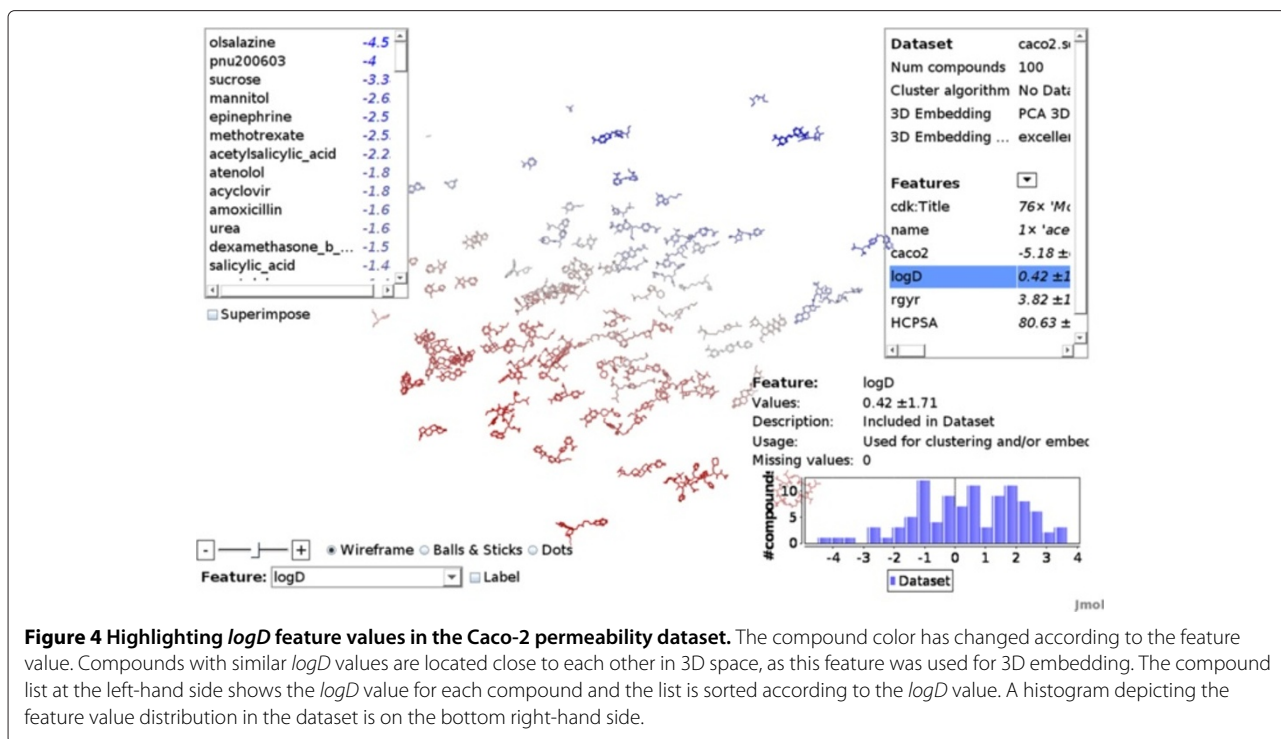 olsalazine -4.5
pnu200603 -4
sucrose -3.3
mannitol -2.6
epinephrine -2.5
methotrexate -2.5
acetylsalicylic_acid -2.2
atenolol -1.8
acyclovir -1.8
amoxicillin -1.6
urea -1.6
dexamethasone_b_... -1.5
salicylic_acid -1.4
Superimpose
Dataset caco2.s
Num compounds 100
Cluster algorithm No Data
3D Embedding PCA 3D
3D Embedding ... exceller
Features
cdk:Title 76× 'Mc
name 1× 'ace
caco2 -5.18 ±
logD 0.42 ±1
rgyr 3.82 ±1
HCPSA 80.63 ±
Feature: logD
Values: 0.42 ±1.71
Description: Included in Dataset
Usage: Used for clustering and/or embec
Missing values: 0
#compounds
10
5
0
-4 -3 -2 -1 0 1 2 3 4
Dataset
- + Wireframe Balls & Sticks Dots
Feature: logD Label
Jmol
Figure 4 Highlighting logD feature values in the Caco-2 permeability dataset. The compound color has changed according to the feature
value. Compounds with similar logD values are located close to each other in 3D space, as this feature was used for 3D embedding. The compound
list at the left-hand side shows the logD value for each compound and the list is sorted according to the logD value. A histogram depicting the
feature value distribution in the dataset is on the bottom right-hand side.